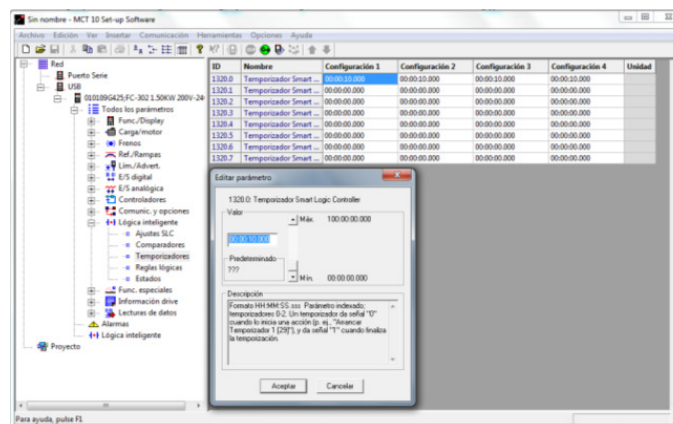 Sin nombre - MCT 10 Set-up Software
Archivo Edición Ver Insertar Comunicación Herramientas Opciones Ayuda
Red
Puerto Serie
USB
010109G425;FC-302 1.50KW 200V-24
Todos los parámetros
Func./Display
Carga/motor
Frenos
Ref./Rampas
Lím./Advert.
E/S digital
E/S analógica
Controladores
Comunic. y opciones
Lógica inteligente
Ajustes SLC
Comparadores
Temporizadores
Reglas lógicas
Estados
Func. especiales
Información drive
Lecturas de datos
Alarmas
Lógica inteligente
Proyecto
ID Nombre Configuración 1 Configuración 2 Configuración 3 Configuración 4 Unidad
1320.0 Temporizador Smart ... 00:00:10.000 00:00:10.000 00:00:10.000 00:00:10.000
1320.1 Temporizador Smart ... 00:00:00.000 00:00:00.000 00:00:00.000 00:00:00.000
1320.2 Temporizador Smart ... 00:00:00.000 00:00:00.000 00:00:00.000 00:00:00.000
1320.3 Temporizador Smart ... 00:00:00.000 00:00:00.000 00:00:00.000 00:00:00.000
1320.4 Temporizador Smart ... 00:00:00.000 00:00:00.000 00:00:00.000 00:00:00.000
1320.5 Temporizador Smart ... 00:00:00.000 00:00:00.000 00:00:00.000 00:00:00.000
1320.6 Temporizador Smart ... 00:00:00.000 00:00:00.000 00:00:00.000 00:00:00.000
1320.7 Temporizador Smart ... 00:00:00.000 00:00:00.000 00:00:00.000 00:00:00.000
Editar parámetro
1320.0: Temporizador Smart Logic Controller
Valor
Máx. 100:00:00.000
00:00:10.000
Predeterminado
???
Mín. 00:00:00.000
Descripción
Formato HH:MM:SS.sss Parámetro indexado;
temporizadores 0-2. Un temporizador da señal "0"
cuando lo inicia una acción (p. ej., "Arrancar
Temporizador 1 [29]"), y da señal "1" cuando finaliza
la temporización.
Aceptar Cancelar
Para ayuda, pulse F1